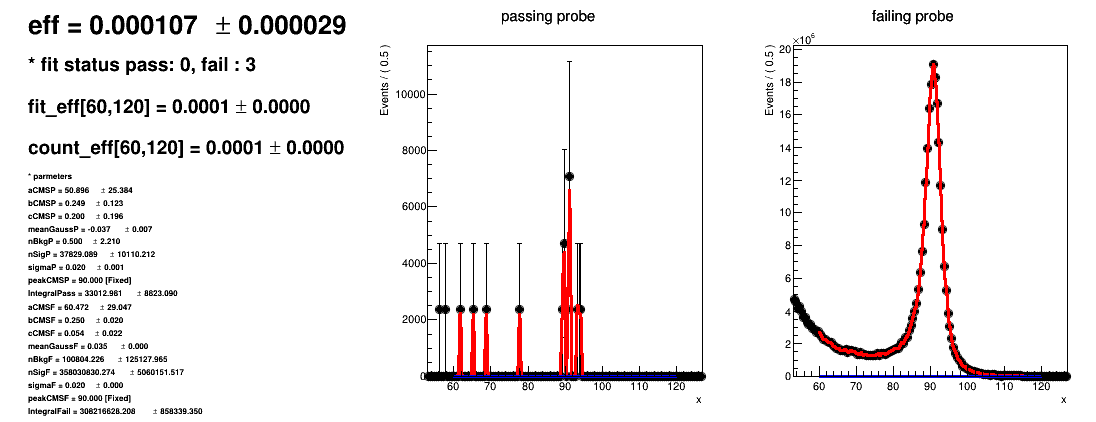 eff = 0.000107 ± 0.000029
* fit status pass: 0, fail : 3
fit_eff[60,120] = 0.0001 ± 0.0000
count_eff[60,120] = 0.0001 ± 0.0000
* parmeters
aCMSP = 50.896 ± 25.384
bCMSP = 0.249 ± 0.123
cCMSP = 0.200 ± 0.196
meanGaussP = -0.037 ± 0.007
nBkgP = 0.500 ± 2.210
nSigP = 37829.089 ± 10110.212
sigmaP = 0.020 ± 0.001
peakCMSP = 90.000 [Fixed]
IntegralPass = 33012.961 ± 8823.090
aCMSF = 60.472 ± 29.047
bCMSF = 0.250 ± 0.020
cCMSF = 0.054 ± 0.022
meanGaussF = 0.035 ± 0.000
nBkgF = 100804.226 ± 125127.965
nSigF = 358030830.274 ± 5060151.517
sigmaF = 0.020 ± 0.000
peakCMSF = 90.000 [Fixed]
IntegralFail = 308216628.208 ± 858339.350
passing probe
Events / ( 0.5 )
10000
8000
6000
4000
2000
0
60 70 80 90 100 110 120
x
failing probe
×10⁶
Events / ( 0.5 )
20
18
16
14
12
10
8
6
4
2
0
60 70 80 90 100 110 120
x